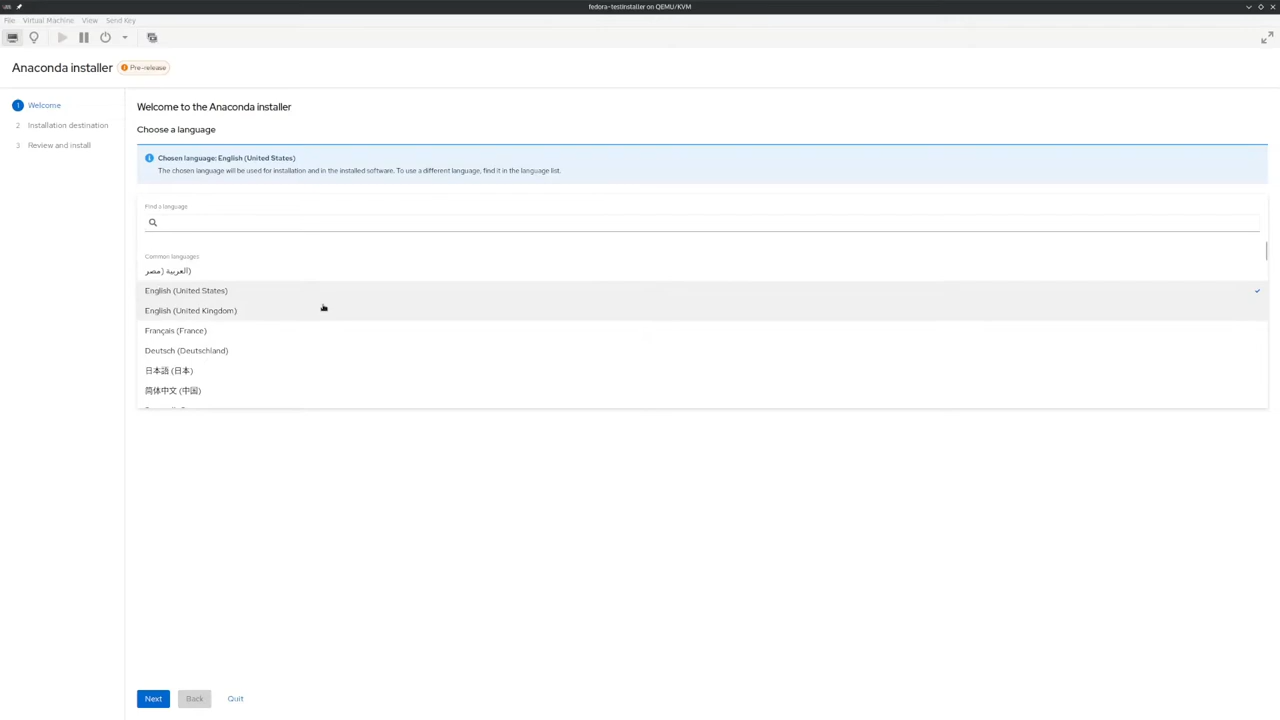 fedora-testinstaller on QEMU/KVM
File Virtual Machine View Send Key
Anaconda installer Pre-release
1 Welcome
2 Installation destination
3 Review and install
Welcome to the Anaconda installer
Choose a language
Chosen language: English (United States)
The chosen language will be used for installation and in the installed software. To use a different language, find it in the language list.
Find a language
Common languages
العربية (مصر)
English (United States)
English (United Kingdom)
Français (France)
Deutsch (Deutschland)
日本語 (日本)
简体中文 (中国)
Next Back Quit